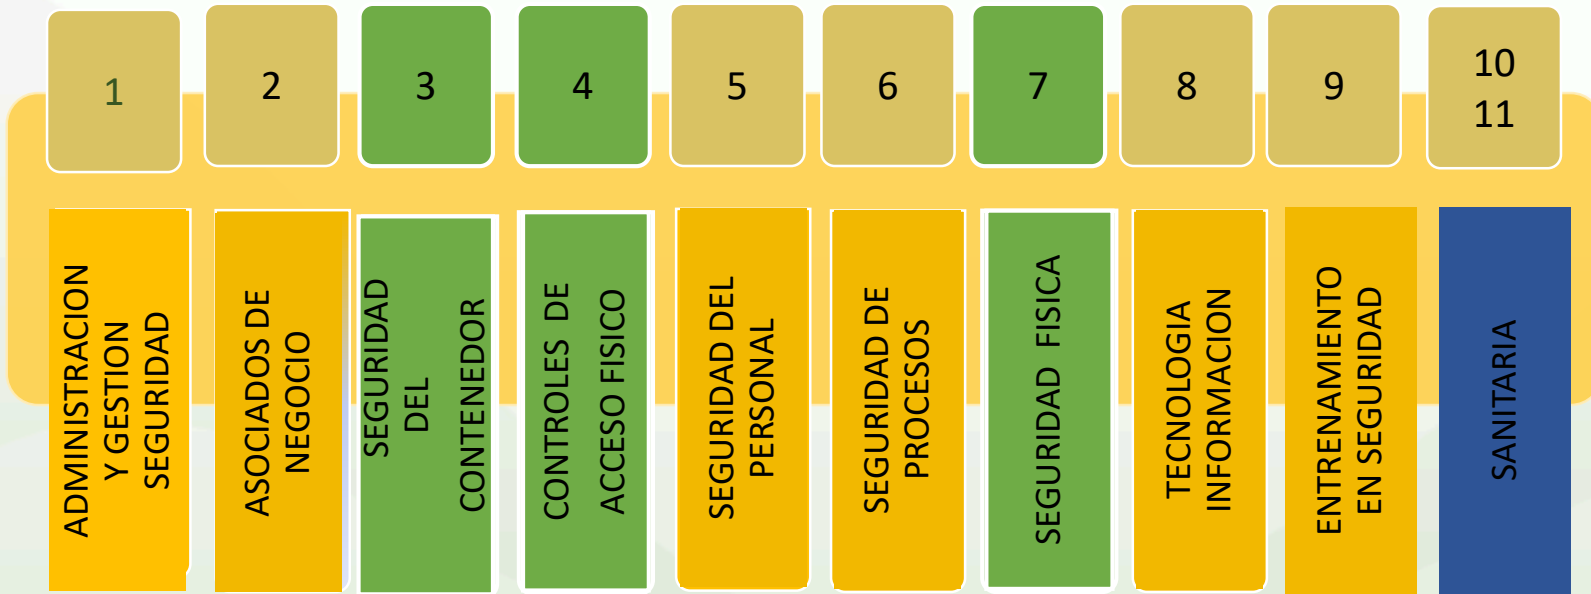 1
2
3
4
5
6
7
8
9
10
11
ADMINISTRACION
Y GESTION
SEGURIDAD
ASOCIADOS DE
NEGOCIO
SEGURIDAD
DEL
CONTENEDOR
CONTROLES DE
ACCESO FISICO
SEGURIDAD DEL
PERSONAL
SEGURIDAD DE
PROCESOS
SEGURIDAD FISICA
TECNOLOGIA
INFORMACION
ENTRENAMIENTO
EN SEGURIDAD
SANITARIA